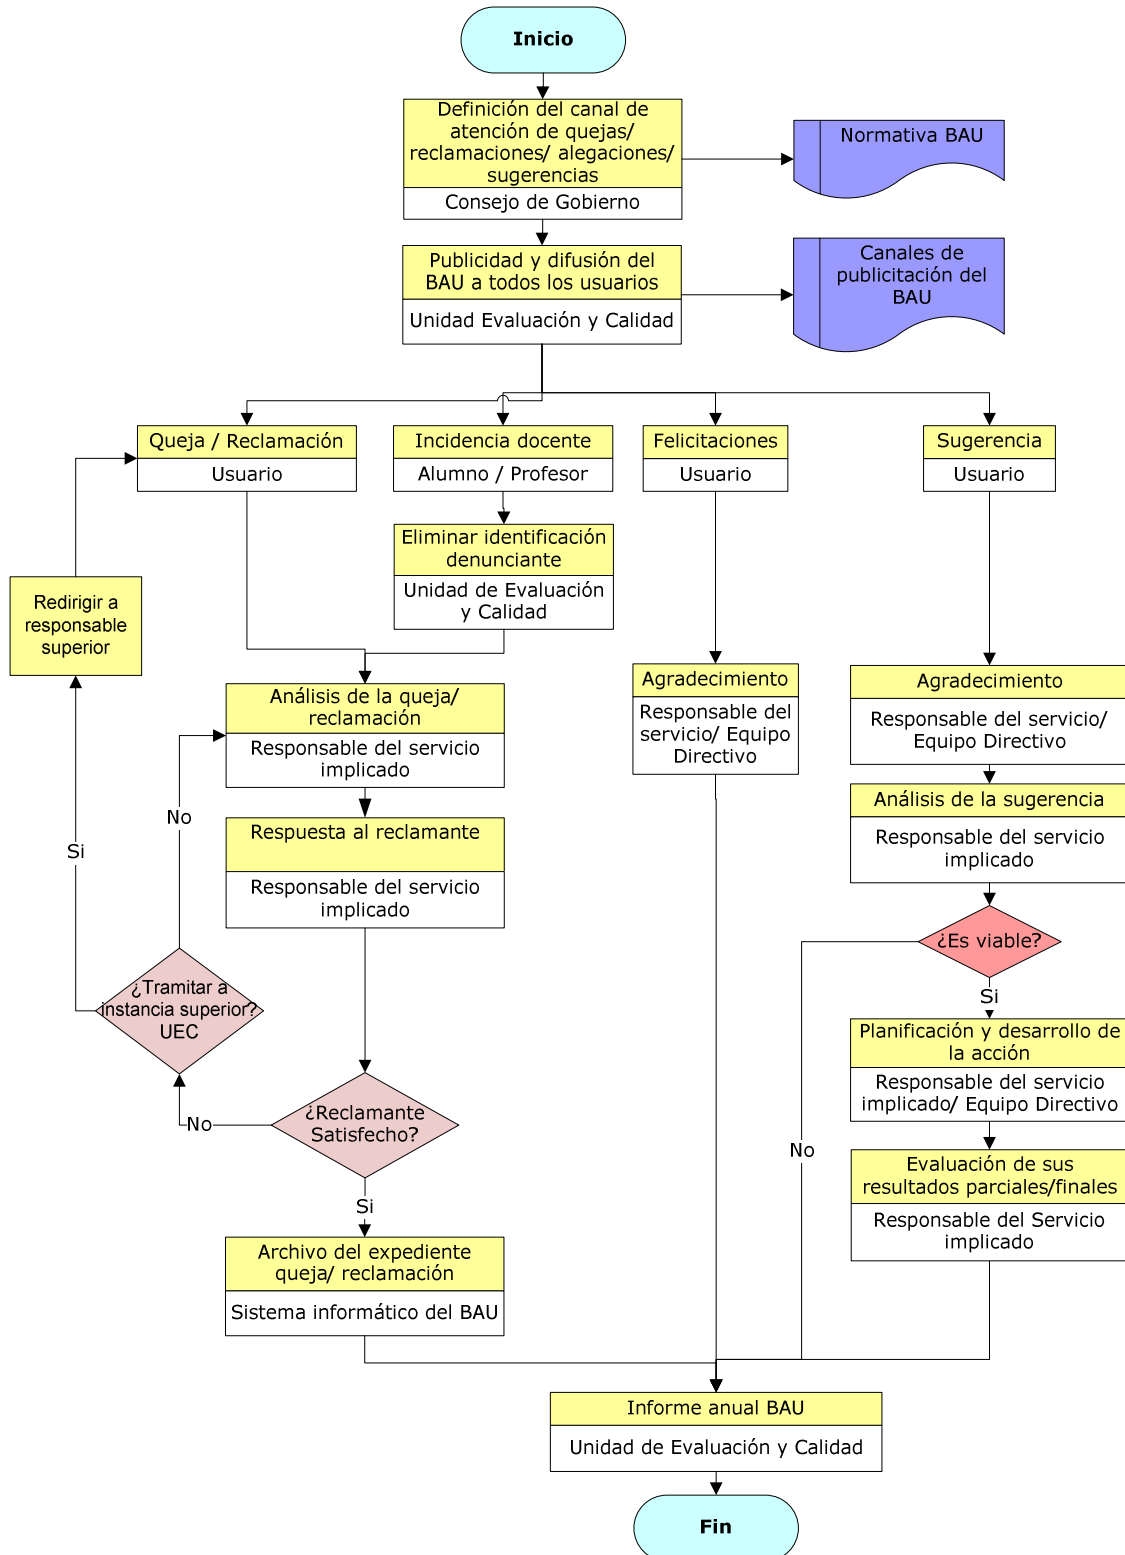 Inicio
Definición del canal de
atención de quejas/
reclamaciones/ alegaciones/
sugerencias
Consejo de Gobierno
Normativa BAU
Publicidad y difusión del
BAU a todos los usuarios
Unidad Evaluación y Calidad
Canales de
publicitación del
BAU
Queja / Reclamación
Usuario
Incidencia docente
Alumno / Profesor
Felicitaciones
Usuario
Sugerencia
Usuario
Eliminar identificación
denunciante
Unidad de Evaluación
y Calidad
Redirigir a
responsable
superior
Análisis de la queja/
reclamación
Responsable del servicio
implicado
Agradecimiento
Responsable del
servicio/ Equipo
Directivo
Agradecimiento
Responsable del servicio/
Equipo Directivo
Análisis de la sugerencia
Responsable del servicio
implicado
No
Si
Respuesta al reclamante
Responsable del servicio
implicado
¿Es viable?
Si
¿Tramitar a
instancia superior?
UEC
Planificación y desarrollo de
la acción
Responsable del servicio
implicado/ Equipo Directivo
¿Reclamante
Satisfecho?
No
No
Evaluación de sus
resultados parciales/finales
Responsable del Servicio
implicado
Si
Archivo del expediente
queja/ reclamación
Sistema informático del BAU
Informe anual BAU
Unidad de Evaluación y Calidad
Fin